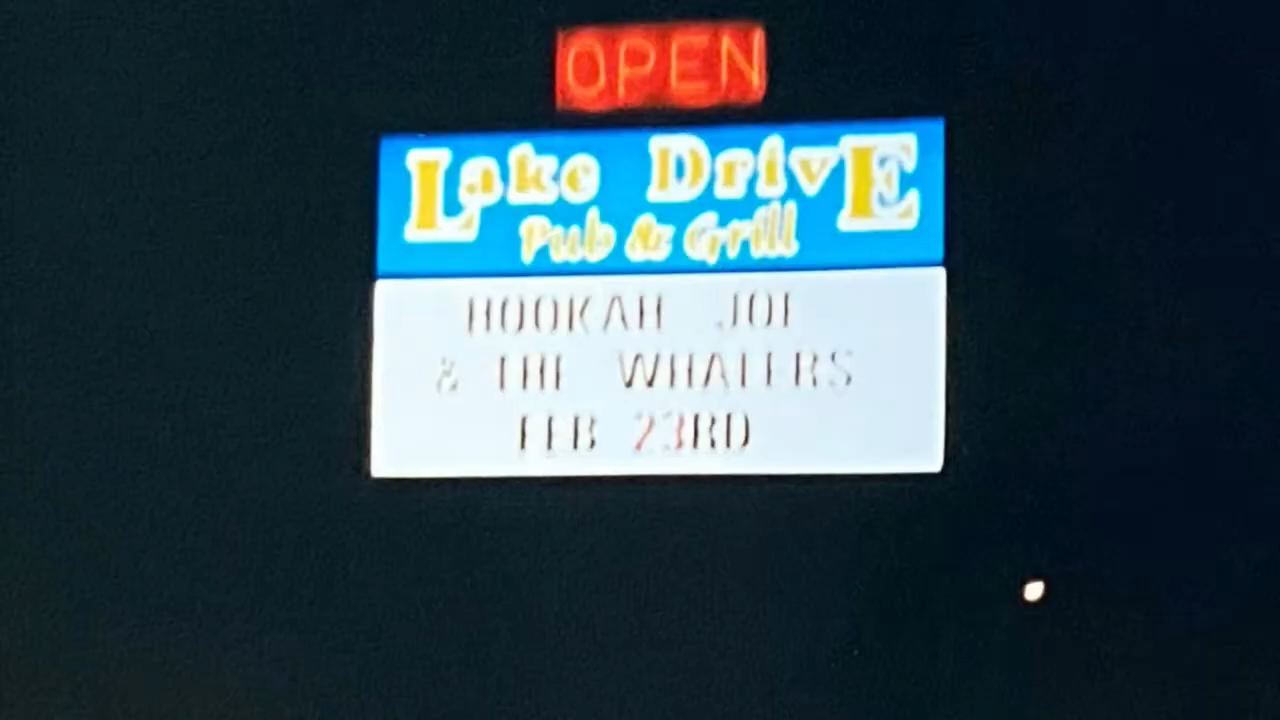 OPEN
Lake DrivE
Pub & Grill
HOOKAH JOE
& THE WHALERS
FEB 23RD